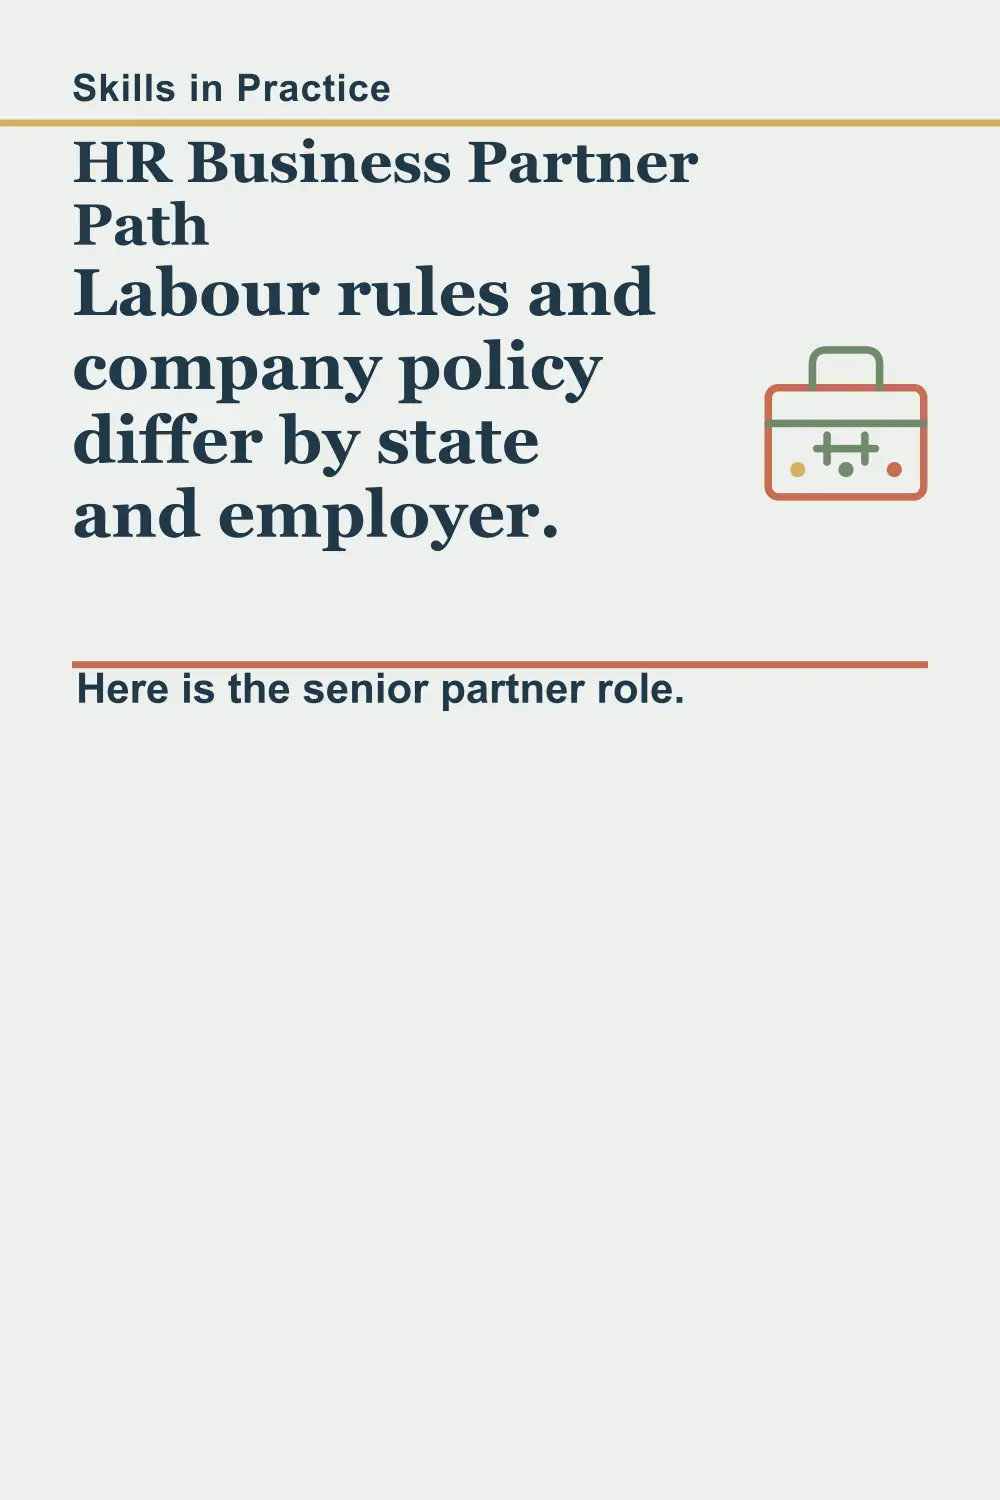 Skills in Practice
HR Business Partner
Path
Labour rules and
company policy
differ by state
and employer.
Here is the senior partner role.